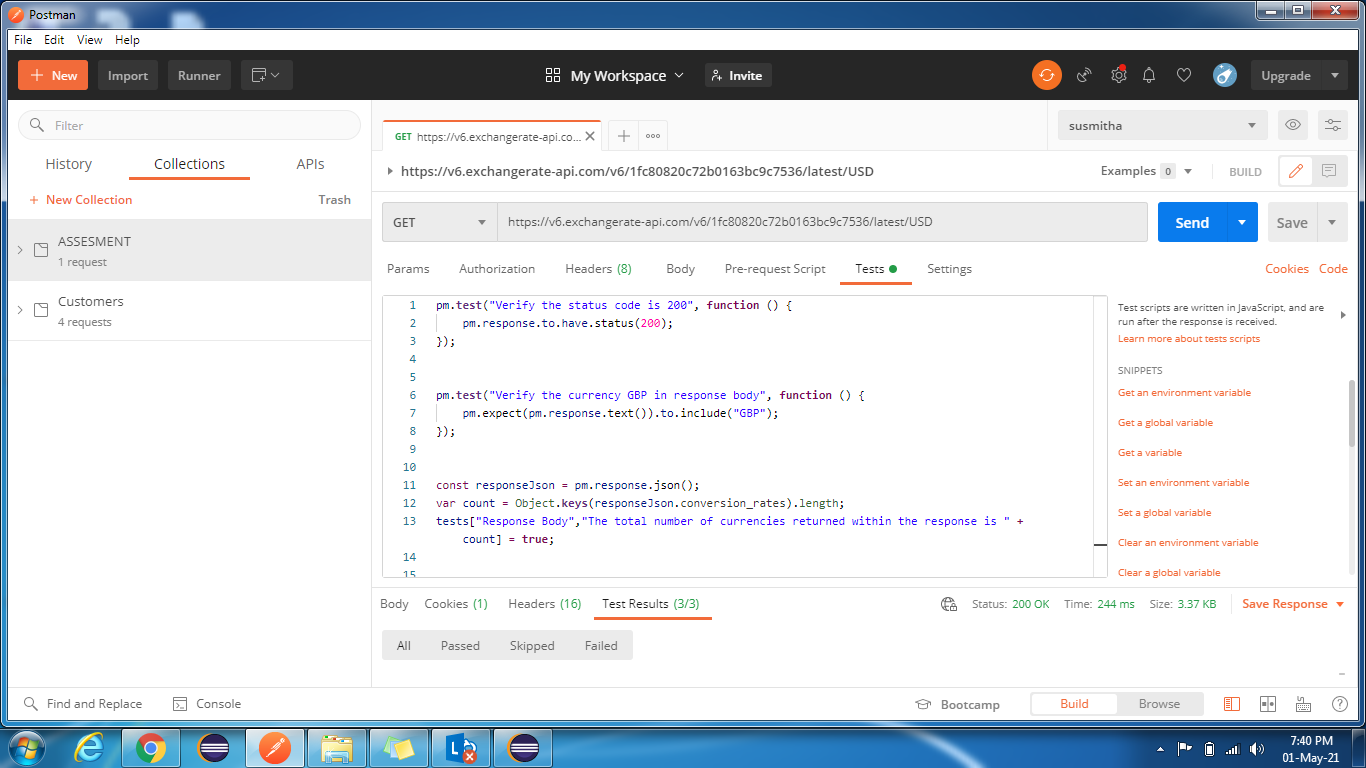 Postman
File Edit View Help
+ New Import Runner
My Workspace
Invite
Upgrade
Filter
History Collections APIs
+ New Collection Trash
ASSESMENT
1 request
Customers
4 requests
GET https://v6.exchangerate-api.co...
susmitha
https://v6.exchangerate-api.com/v6/1fc80820c72b0163bc9c7536/latest/USD
Examples 0 BUILD
GET https://v6.exchangerate-api.com/v6/1fc80820c72b0163bc9c7536/latest/USD Send Save
Params Authorization Headers (8) Body Pre-request Script Tests Settings Cookies Code
1 pm.test("Verify the status code is 200", function () {
2 pm.response.to.have.status(200);
3 });
4
5
6 pm.test("Verify the currency GBP in response body", function () {
7 pm.expect(pm.response.text()).to.include("GBP");
8 });
9
10
11 const responseJson = pm.response.json();
12 var count = Object.keys(responseJson.conversion_rates).length;
13 tests["Response Body","The total number of currencies returned within the response is " +
count] = true;
14
15
Test scripts are written in JavaScript, and are
run after the response is received.
Learn more about tests scripts
SNIPPETS
Get an environment variable
Get a global variable
Get a variable
Set an environment variable
Set a global variable
Clear an environment variable
Clear a global variable
Body Cookies (1) Headers (16) Test Results (3/3) Status: 200 OK Time: 244 ms Size: 3.37 KB Save Response
All Passed Skipped Failed
Find and Replace Console Bootcamp Build Browse
7:40 PM
01-May-21